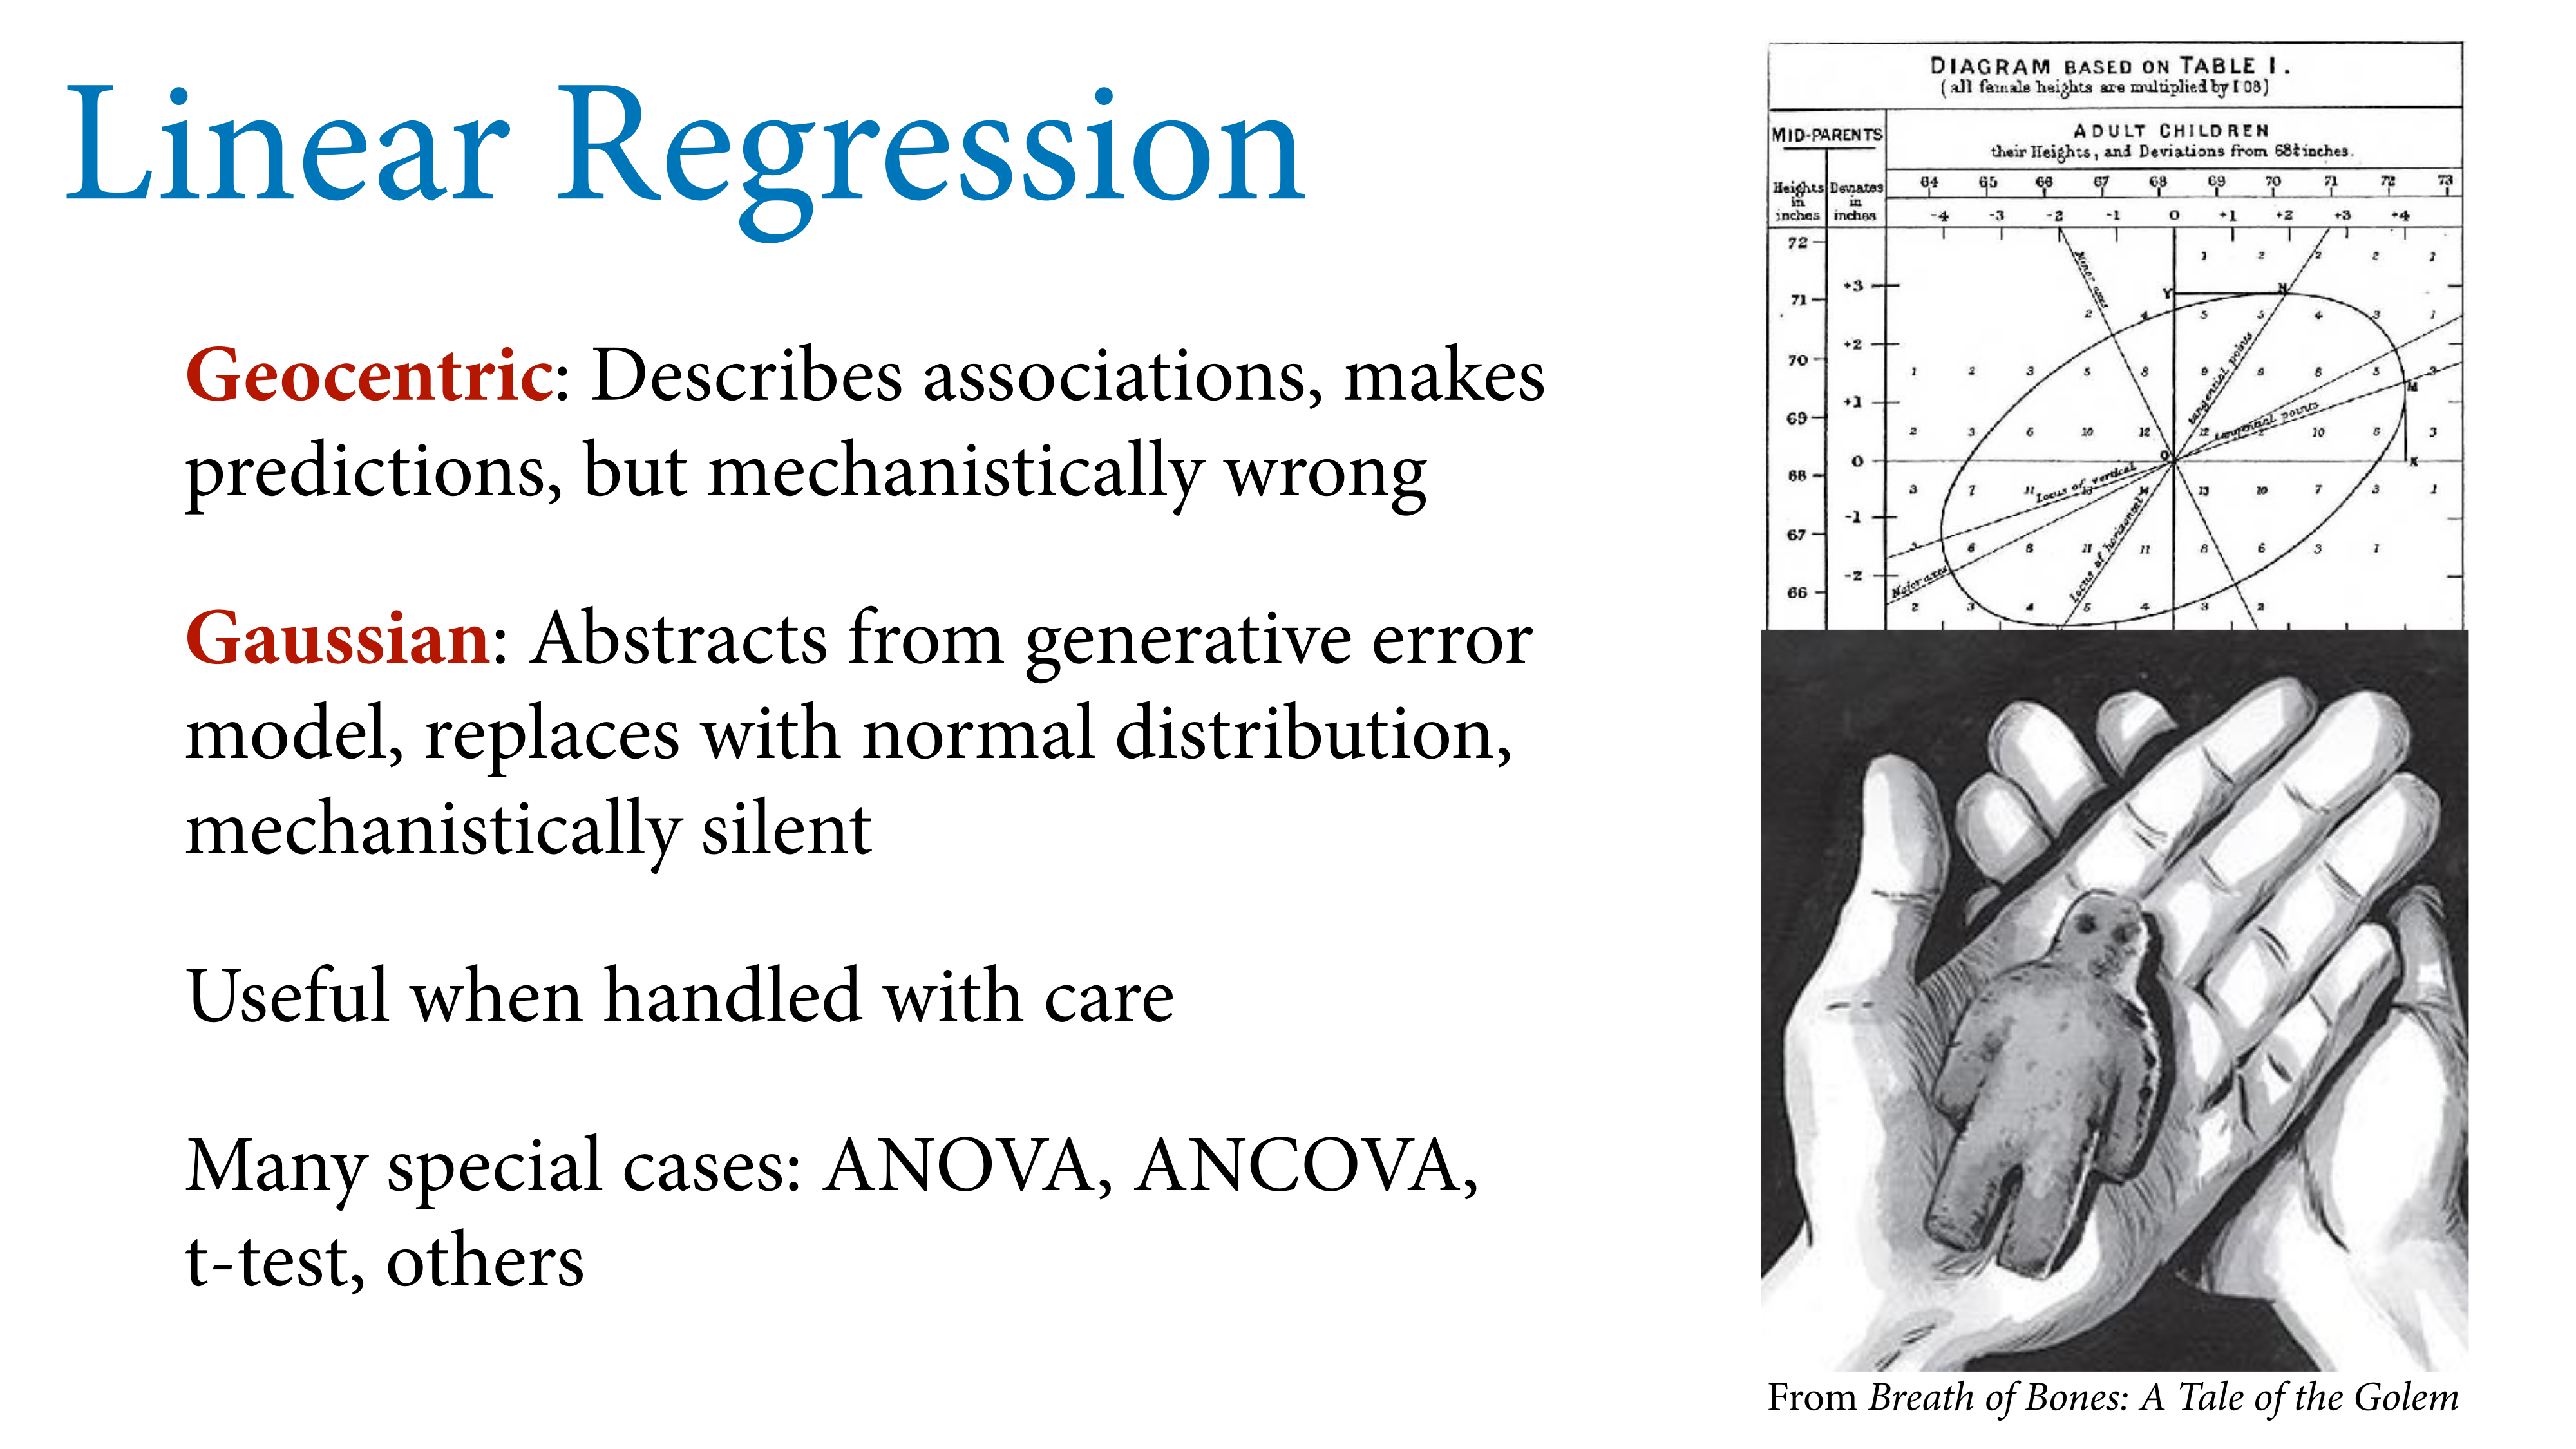 Linear Regression
Geocentric: Describes associations, makes
predictions, but mechanistically wrong
Gaussian: Abstracts from generative error
model, replaces with normal distribution,
mechanistically silent
Useful when handled with care
Many special cases: ANOVA, ANCOVA,
t-test, others
DIAGRAM BASED ON TABLE I.
(all female heights are multiplied by 1·08)
MID-PARENTS
ADULT CHILDREN
their Heights, and Deviations from 68¼ inches.
Heights in inches
Deviates in inches
64 65 66 67 68 69 70 71 72 73
-4 -3 -2 -1 0 +1 +2 +3 +4
72
1 2 2 2 1
Minor axes
71 +3
Y N
2 4 5 5 4 3 1
70 +2
tangential points
1 2 3 5 8 9 9 8 5 3
M
69 +1
tangential points
2 3 6 10 12 12 2 10 6 3
68 0
O X
Locus of vertical
3 7 11 13 14 13 10 7 3 1
67 -1
Locus of horizontal
5 6 8 11 11 8 6 3 1
-2
Major axes
66
2 3 4 5 4 3 2
From Breath of Bones: A Tale of the Golem